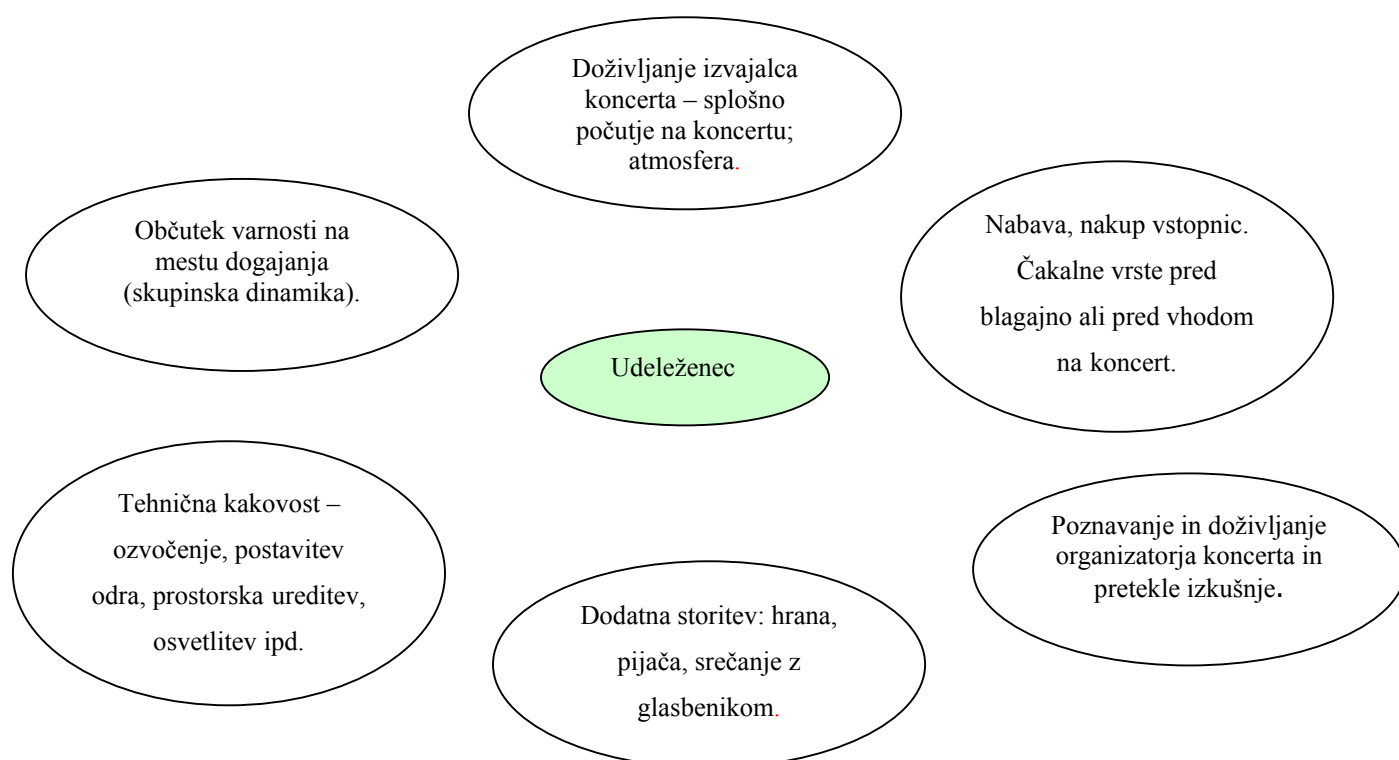 Doživljanje izvajalca
koncerta – splošno
počutje na koncertu;
atmosfera.
Občutek varnosti na
mestu dogajanja
(skupinska dinamika).
Nabava, nakup vstopnic.
Čakalne vrste pred
blagajno ali pred vhodom
na koncert.
Udeleženec
Tehnična kakovost –
ozvočenje, postavitev
odra, prostorska ureditev,
osvetlitev ipd.
Poznavanje in doživljanje
organizatorja koncerta in
pretekle izkušnje.
Dodatna storitev: hrana,
pijača, srečanje z
glasbenikom.